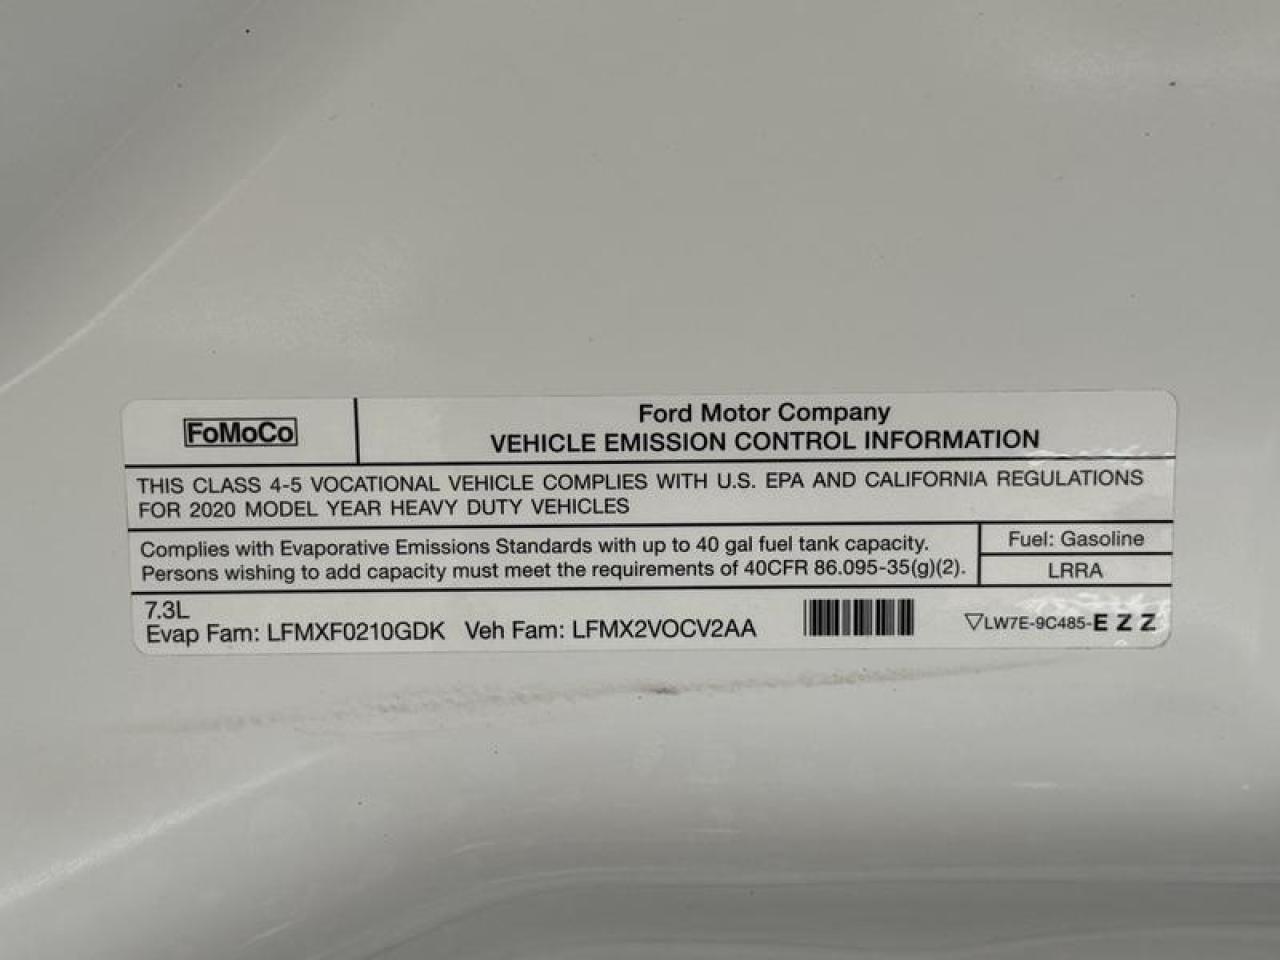 FoMoCo
Ford Motor Company
VEHICLE EMISSION CONTROL INFORMATION
THIS CLASS 4-5 VOCATIONAL VEHICLE COMPLIES WITH U.S. EPA AND CALIFORNIA REGULATIONS
FOR 2020 MODEL YEAR HEAVY DUTY VEHICLES
Complies with Evaporative Emissions Standards with up to 40 gal fuel tank capacity.
Persons wishing to add capacity must meet the requirements of 40CFR 86.095-35(g)(2).
Fuel: Gasoline
LRRA
7.3L
Evap Fam: LFMXF0210GDK Veh Fam: LFMX2VOCV2AA
▽LW7E-9C485-E Z Z